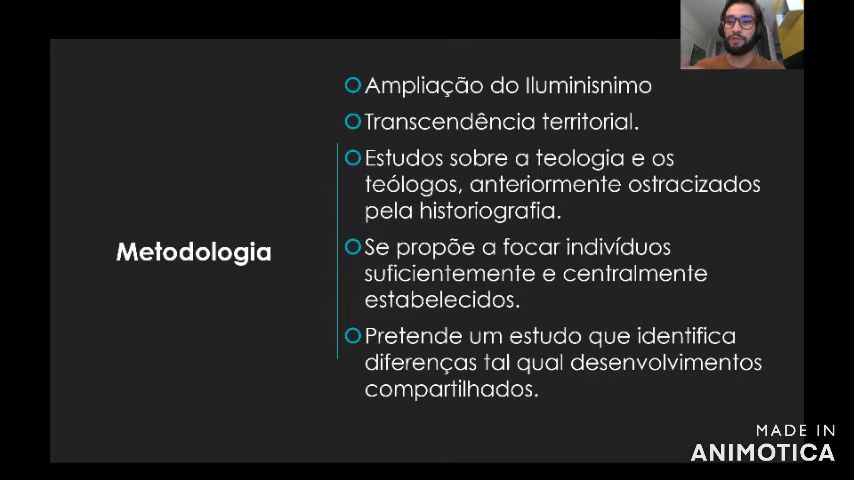 Ampliação do Iluminisnimo
Transcendência territorial.
Estudos sobre a teologia e os
teólogos, anteriormente ostracizados
pela historiografia.
Metodologia
Se propõe a focar indivíduos
suficientemente e centralmente
estabelecidos.
Pretende um estudo que identifica
diferenças tal qual desenvolvimentos
compartilhados.
MADE IN
ANIMOTICA